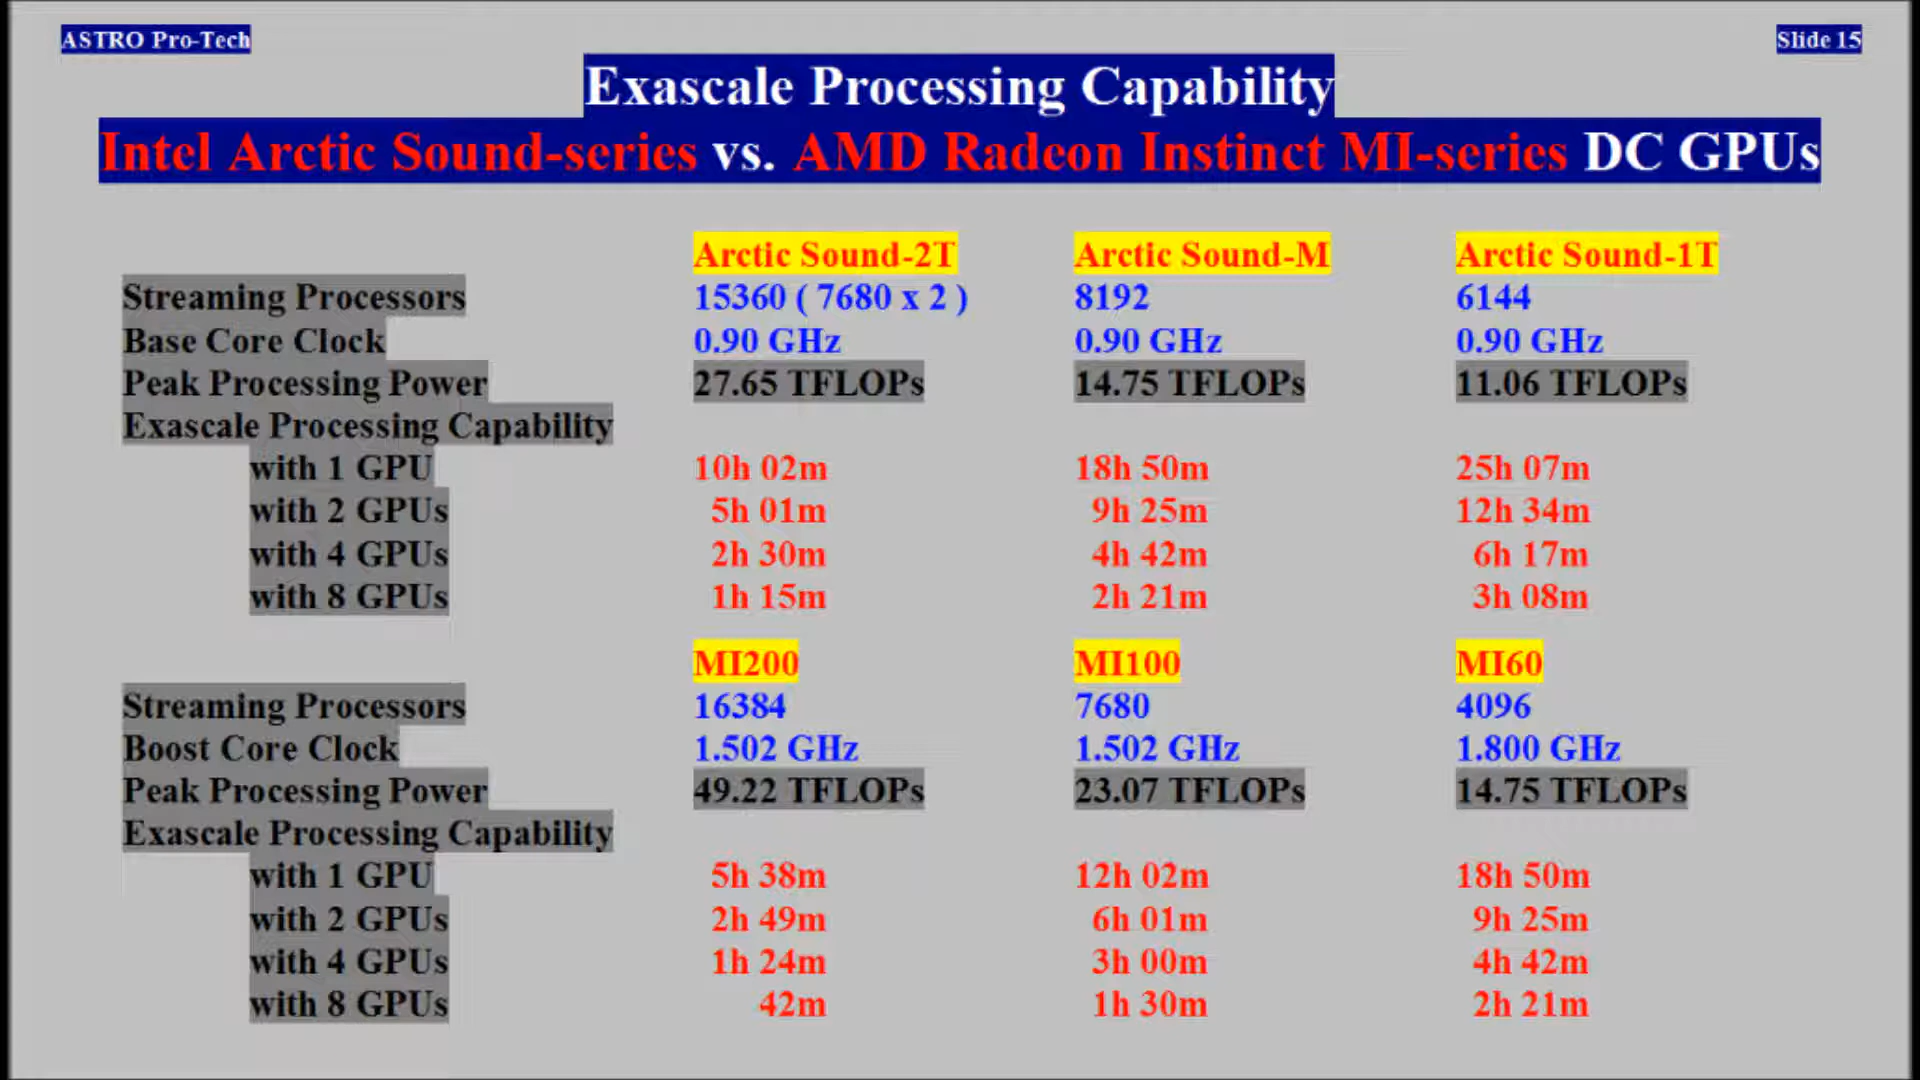 ASTRO Pro-Tech
Slide 15
Exascale Processing Capability
Intel Arctic Sound-series vs. AMD Radeon Instinct MI-series DC GPUs
Arctic Sound-2T Arctic Sound-M Arctic Sound-1T
Streaming Processors 15360 ( 7680 x 2 ) 8192 6144
Base Core Clock 0.90 GHz 0.90 GHz 0.90 GHz
Peak Processing Power 27.65 TFLOPs 14.75 TFLOPs 11.06 TFLOPs
Exascale Processing Capability
with 1 GPU 10h 02m 18h 50m 25h 07m
with 2 GPUs 5h 01m 9h 25m 12h 34m
with 4 GPUs 2h 30m 4h 42m 6h 17m
with 8 GPUs 1h 15m 2h 21m 3h 08m
MI200 MI100 MI60
Streaming Processors 16384 7680 4096
Boost Core Clock 1.502 GHz 1.502 GHz 1.800 GHz
Peak Processing Power 49.22 TFLOPs 23.07 TFLOPs 14.75 TFLOPs
Exascale Processing Capability
with 1 GPU 5h 38m 12h 02m 18h 50m
with 2 GPUs 2h 49m 6h 01m 9h 25m
with 4 GPUs 1h 24m 3h 00m 4h 42m
with 8 GPUs 42m 1h 30m 2h 21m